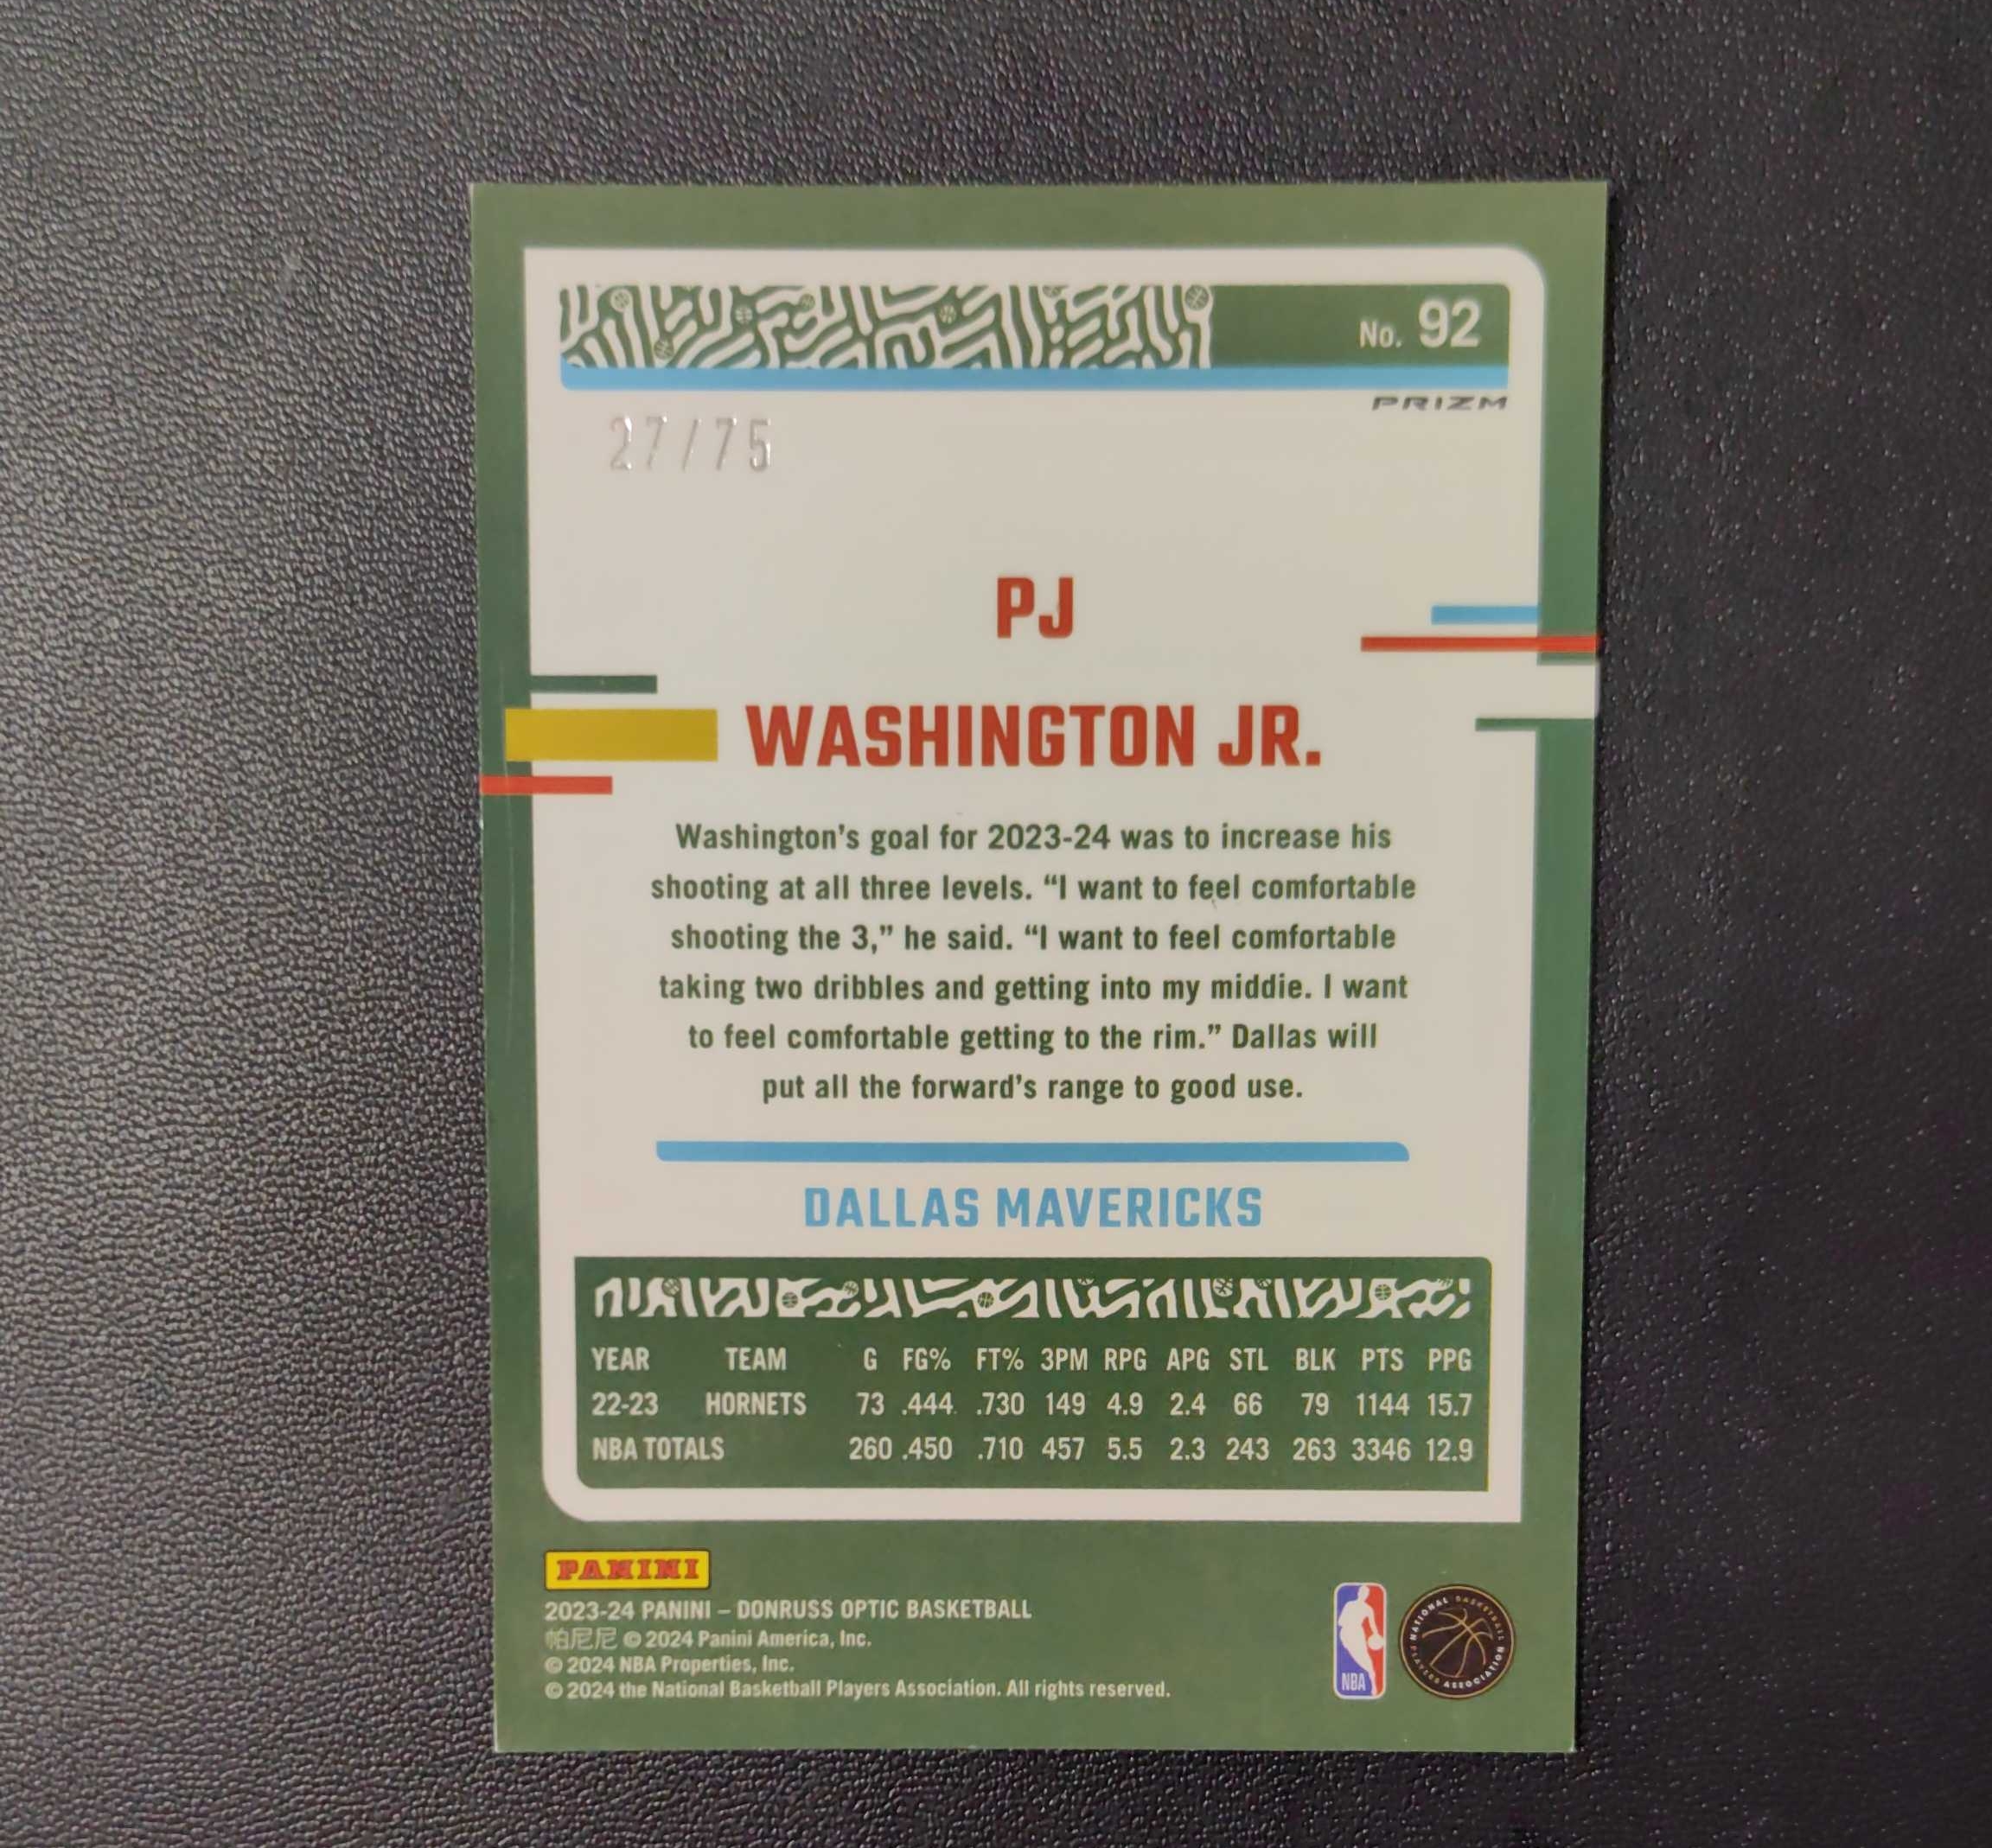 No. 92
PRIZM
27/75
PJ
WASHINGTON JR.
Washington's goal for 2023-24 was to increase his
shooting at all three levels. “I want to feel comfortable
shooting the 3,” he said. “I want to feel comfortable
taking two dribbles and getting into my middie. I want
to feel comfortable getting to the rim.” Dallas will
put all the forward's range to good use.
DALLAS MAVERICKS
YEAR TEAM G FG% FT% 3PM RPG APG STL BLK PTS PPG
22-23 HORNETS 73 .444 .730 149 4.9 2.4 66 79 1144 15.7
NBA TOTALS 260 .450 .710 457 5.5 2.3 243 263 3346 12.9
PANINI
2023-24 PANINI – DONRUSS OPTIC BASKETBALL
帕尼尼 © 2024 Panini America, Inc.
© 2024 NBA Properties, Inc.
© 2024 the National Basketball Players Association. All rights reserved.
NBA
NATIONAL BASKETBALL PLAYERS ASSOCIATION